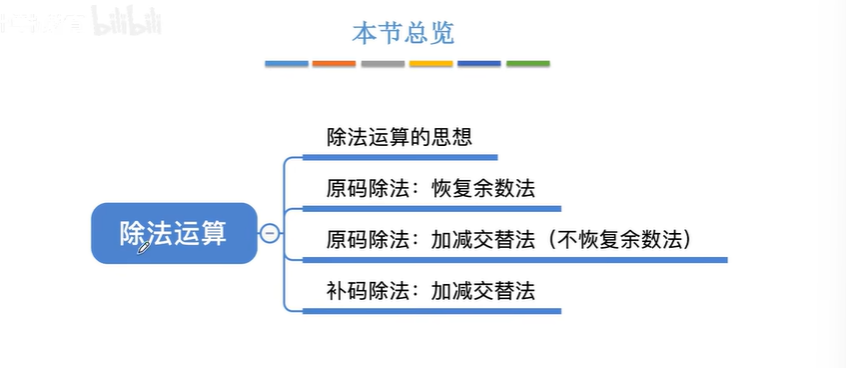 bilibili
本节总览
除法运算的思想
原码除法：恢复余数法
除法运算
原码除法：加减交替法（不恢复余数法）
补码除法：加减交替法